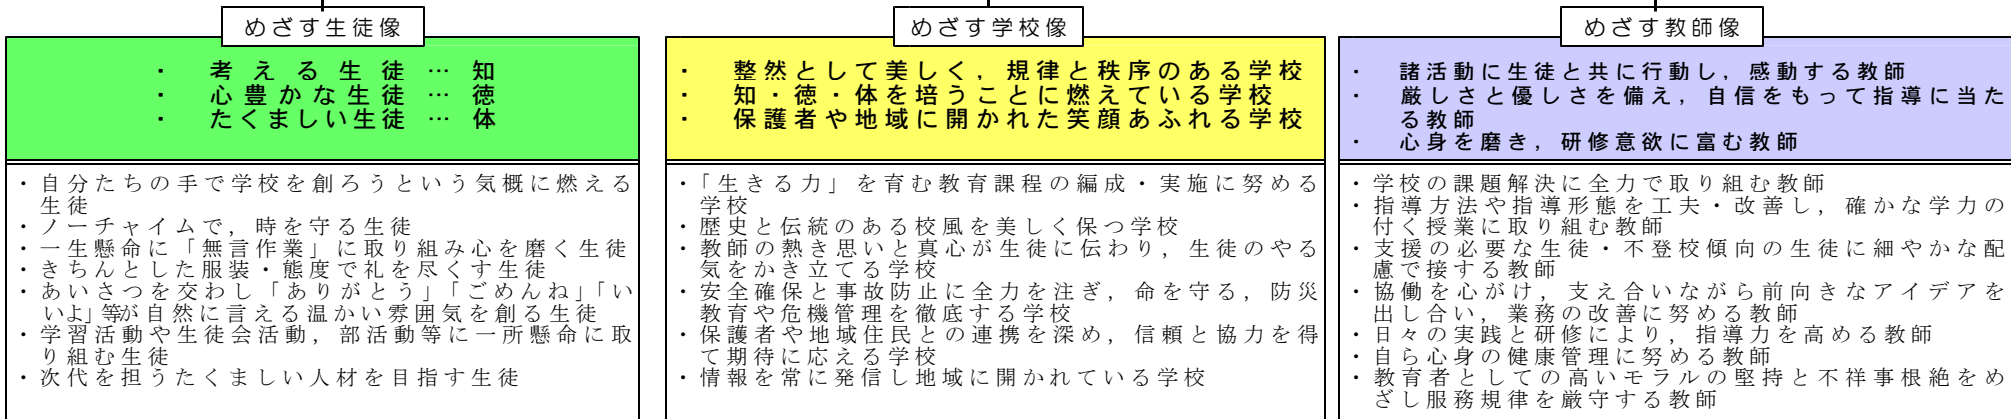 めざす生徒像
・ 考える生徒 … 知
・ 心豊かな生徒 … 徳
・ たくましい生徒 … 体
・自分たちの手で学校を創ろうという気概に燃える
生徒
・ノーチャイムで，時を守る生徒
・一生懸命に「無言作業」に取り組み心を磨く生徒
・きちんとした服装・態度で礼を尽くす生徒
・あいさつを交わし「ありがとう」「ごめんね」「い
いよ」等が自然に言える温かい雰囲気を創る生徒
・学習活動や生徒会活動，部活動等に一所懸命に取
り組む生徒
・次代を担うたくましい人材を目指す生徒
めざす学校像
・ 整然として美しく，規律と秩序のある学校
・ 知・徳・体を培うことに燃えている学校
・ 保護者や地域に開かれた笑顔あふれる学校
・「生きる力」を育む教育課程の編成・実施に努める
学校
・歴史と伝統のある校風を美しく保つ学校
・教師の熱き思いと真心が生徒に伝わり，生徒のやる
気をかき立てる学校
・安全確保と事故防止に全力を注ぎ，命を守る，防災
教育や危機管理を徹底する学校
・保護者や地域住民との連携を深め，信頼と協力を得
て期待に応える学校
・情報を常に発信し地域に開かれている学校
めざす教師像
・ 諸活動に生徒と共に行動し，感動する教師
・ 厳しさと優しさを備え，自信をもって指導に当た
る教師
・ 心身を磨き，研修意欲に富む教師
・学校の課題解決に全力で取り組む教師
・指導方法や指導形態を工夫・改善し，確かな学力の
付く授業に取り組む教師
・支援の必要な生徒・不登校傾向の生徒に細やかな配
慮で接する教師
・協働を心がけ，支え合いながら前向きなアイデアを
出し合い，業務の改善に努める教師
・日々の実践と研修により，指導力を高める教師
・自ら心身の健康管理に努める教師
・教育者としての高いモラルの堅持と不祥事根絶をめ
ざし服務規律を厳守する教師